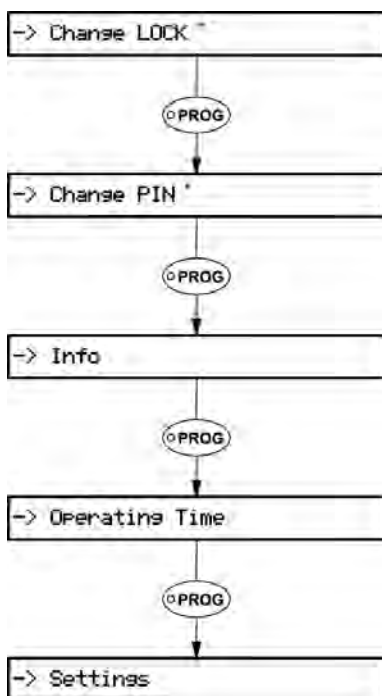 -> Change LOCK *
PROG
-> Change PIN *
PROG
-> Info
PROG
-> Operating Time
PROG
-> Settings